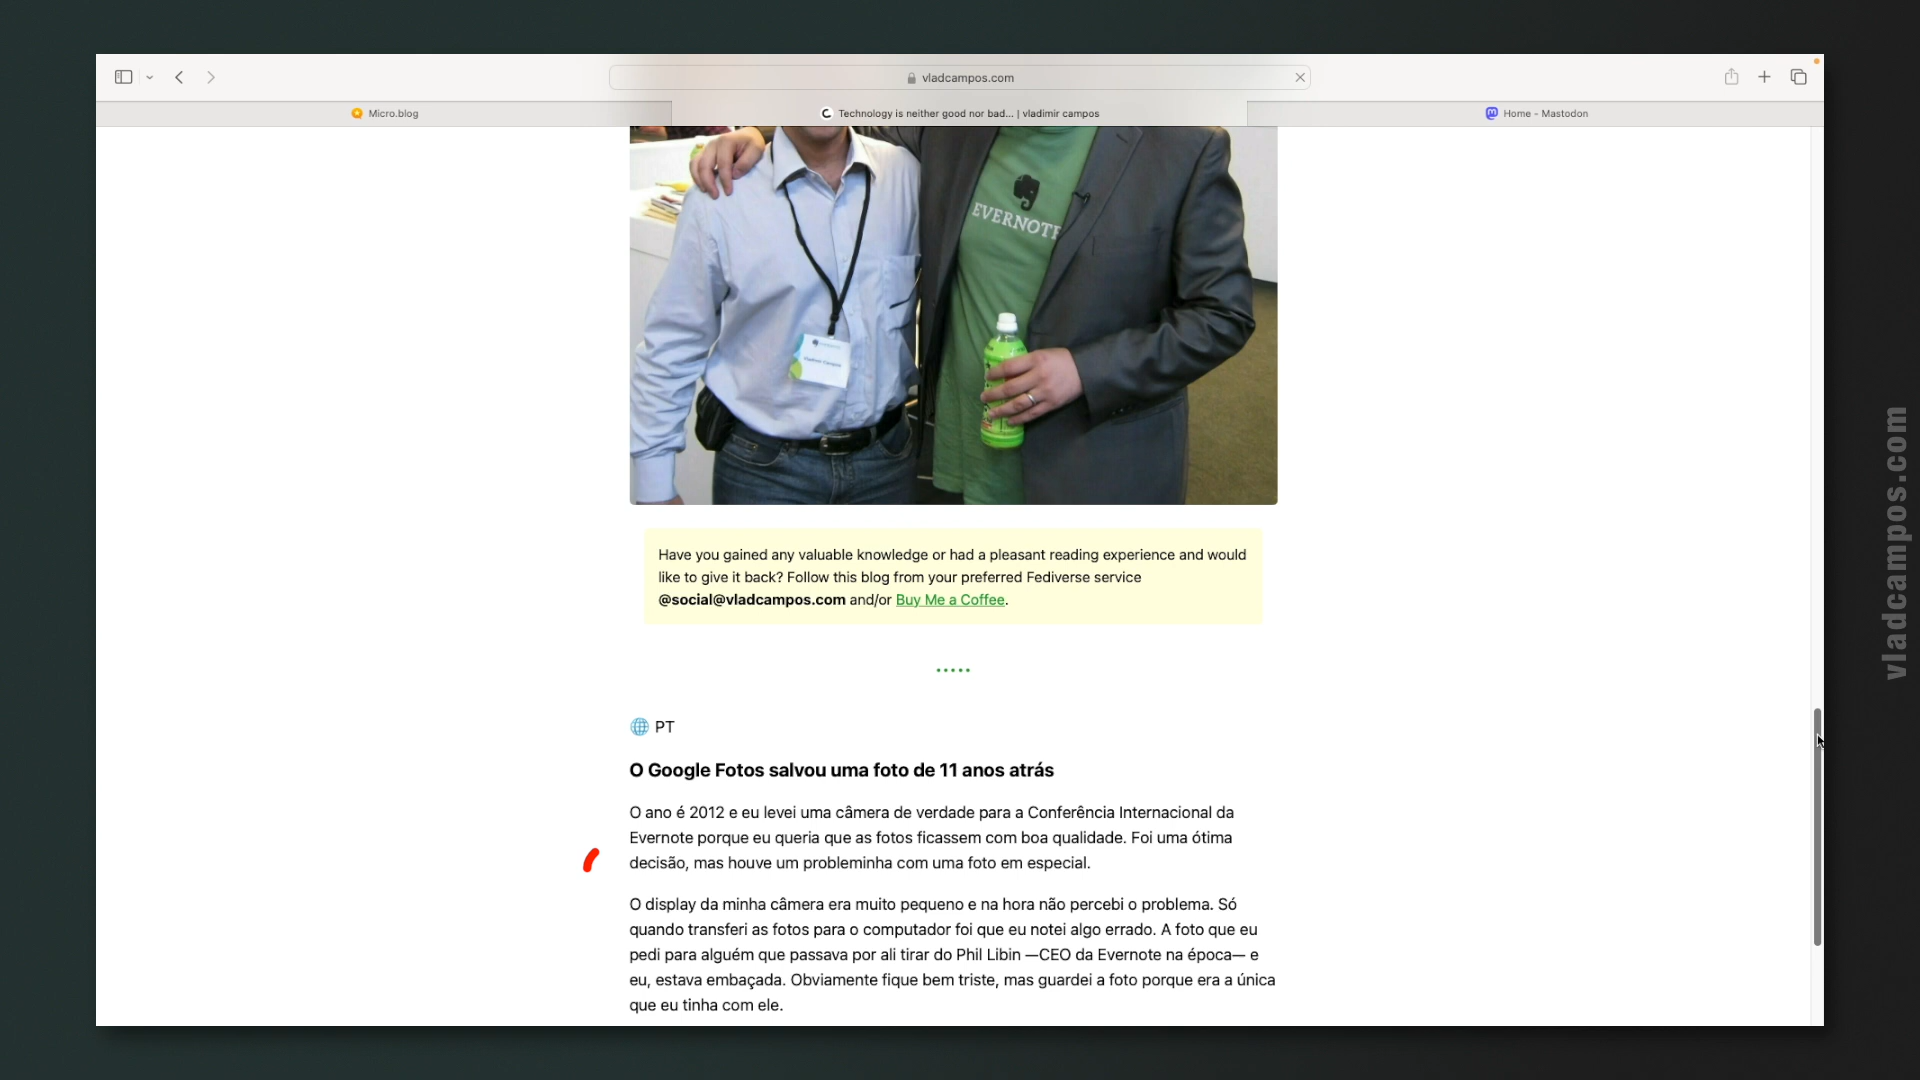 vladcampos.com
Micro.blog
Technology is neither good nor bad... | vladimir campos
Home - Mastodon
EVERNOTE
Vladimir Campos
Have you gained any valuable knowledge or had a pleasant reading experience and would
like to give it back? Follow this blog from your preferred Fediverse service
@social@vladcampos.com and/or Buy Me a Coffee.
PT
O Google Fotos salvou uma foto de 11 anos atrás
O ano é 2012 e eu levei uma câmera de verdade para a Conferência Internacional da
Evernote porque eu queria que as fotos ficassem com boa qualidade. Foi uma ótima
decisão, mas houve um probleminha com uma foto em especial.
O display da minha câmera era muito pequeno e na hora não percebi o problema. Só
quando transferi as fotos para o computador foi que eu notei algo errado. A foto que eu
pedi para alguém que passava por ali tirar do Phil Libin —CEO da Evernote na época— e
eu, estava embaçada. Obviamente fique bem triste, mas guardei a foto porque era a única
que eu tinha com ele.
vladcampos.com